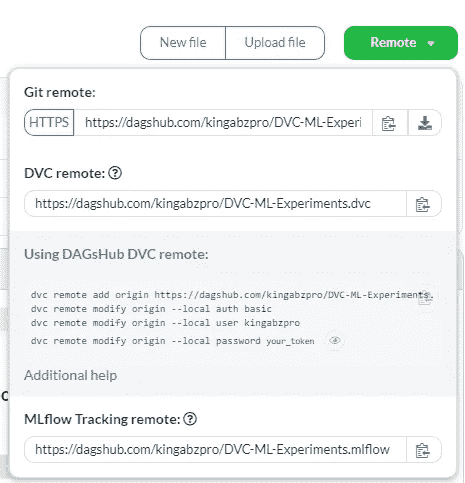 New file
Upload file
Remote
Git remote:
HTTPS
https://dagshub.com/kingabzpro/DVC-ML-Experi
DVC remote:
https://dagshub.com/kingabzpro/DVC-ML-Experiments.dvc
Using DAGsHub DVC remote:
dvc remote add origin https://dagshub.com/kingabzpro/DVC-ML-Experiments.
dvc remote modify origin --local auth basic
dvc remote modify origin --local user kingabzpro
dvc remote modify origin --local password your_token
Additional help
MLflow Tracking remote:
https://dagshub.com/kingabzpro/DVC-ML-Experiments.mlflow